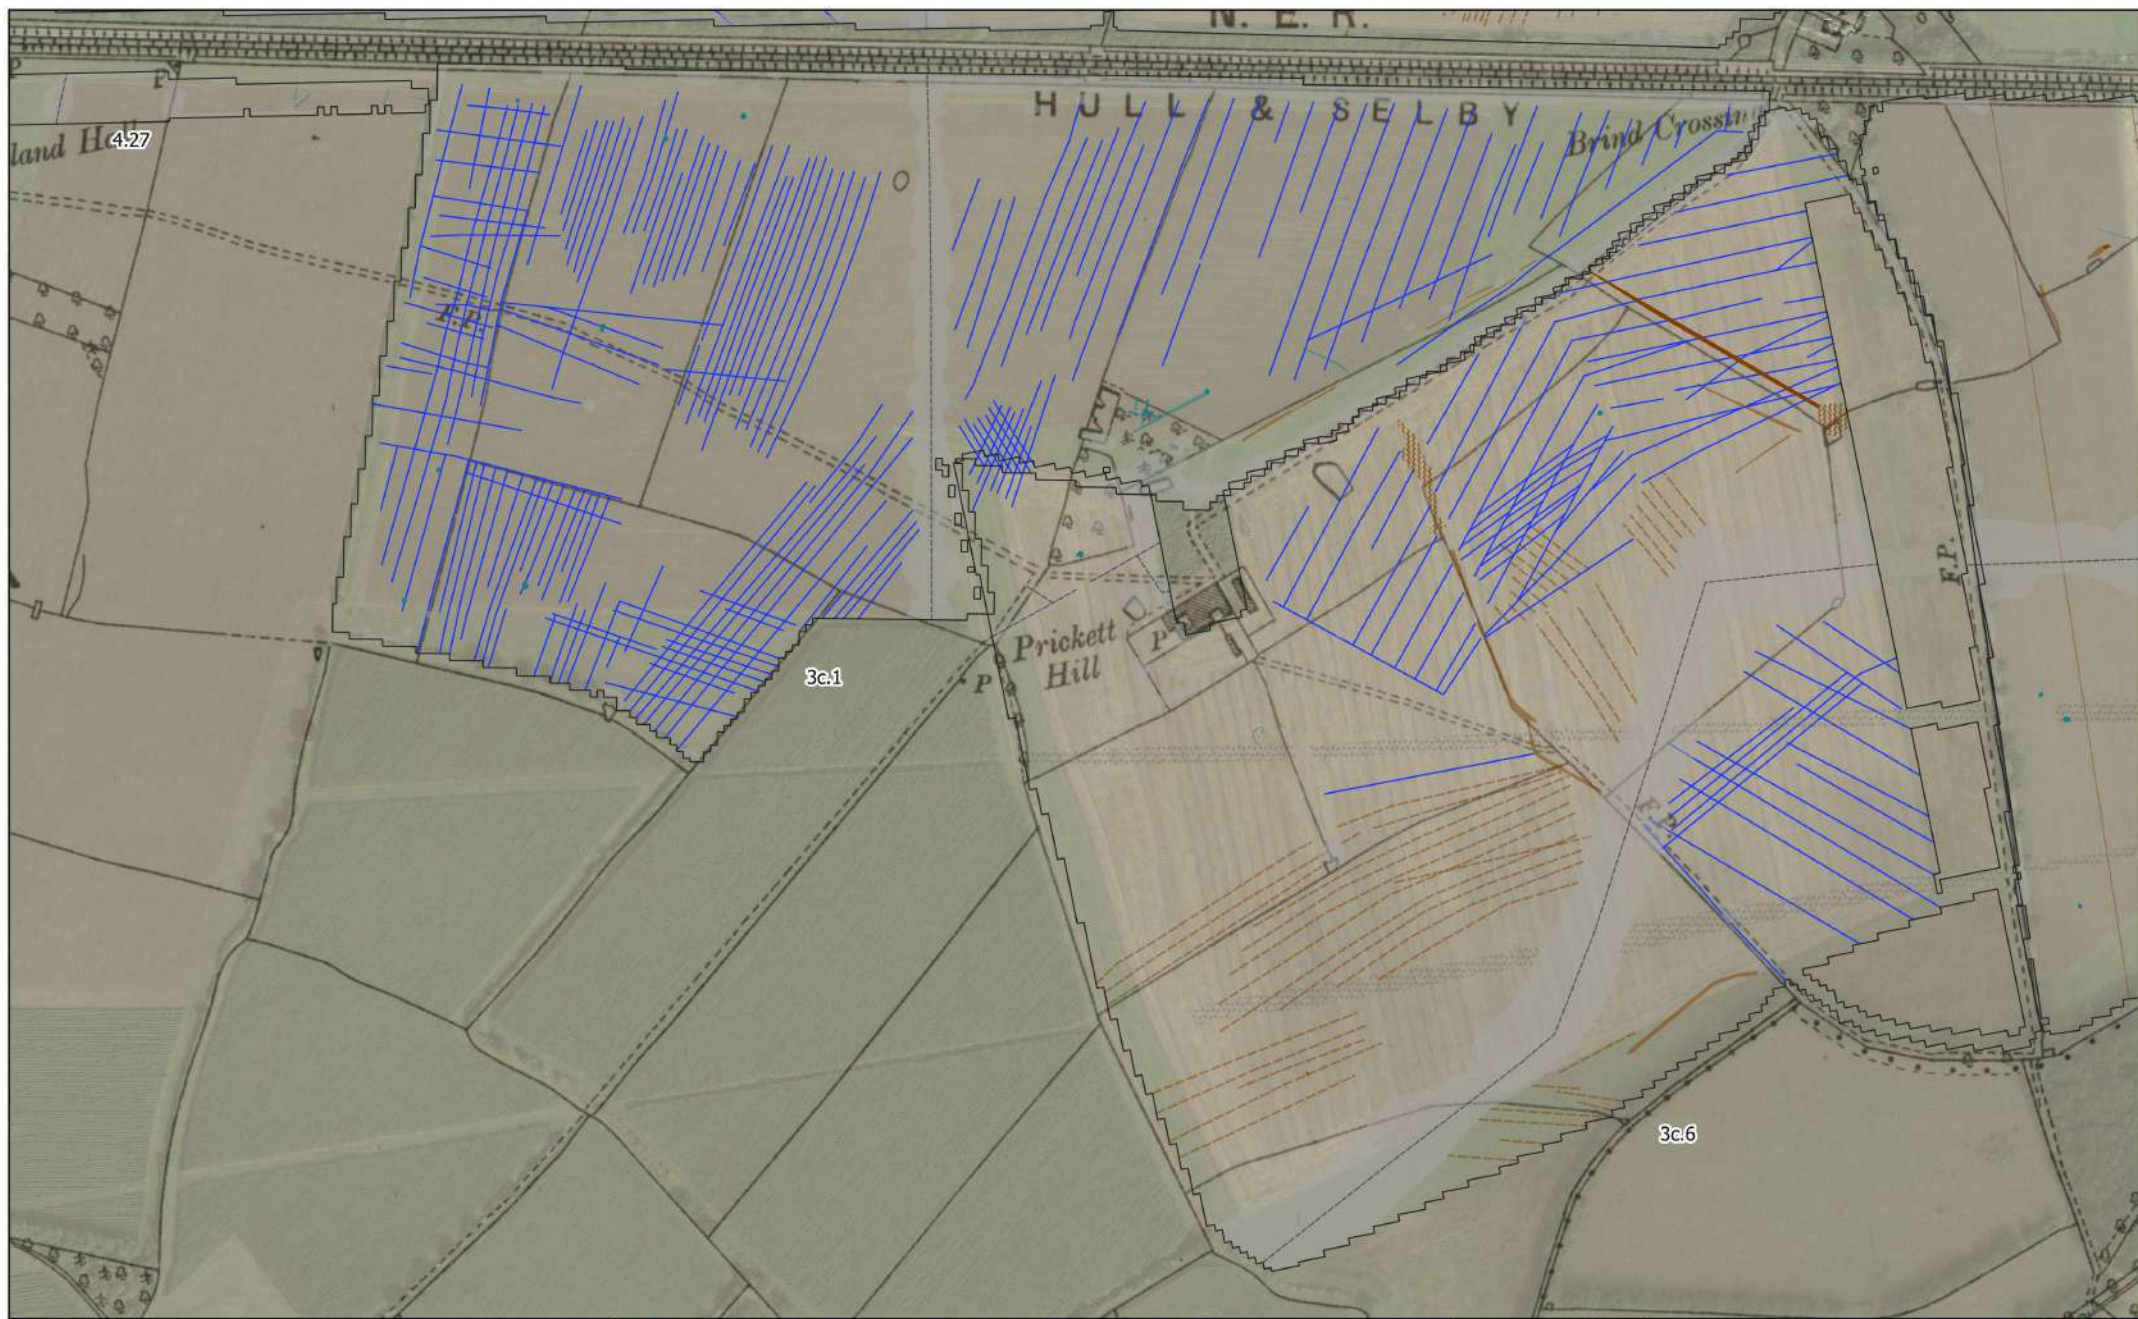 N. E. R.
P
HULL & SELBY
Brind Crossing
land Hall
4.27
F.P.
F.P.
Prickett
Hill
P
P
3c.1
F.P.
3c.6